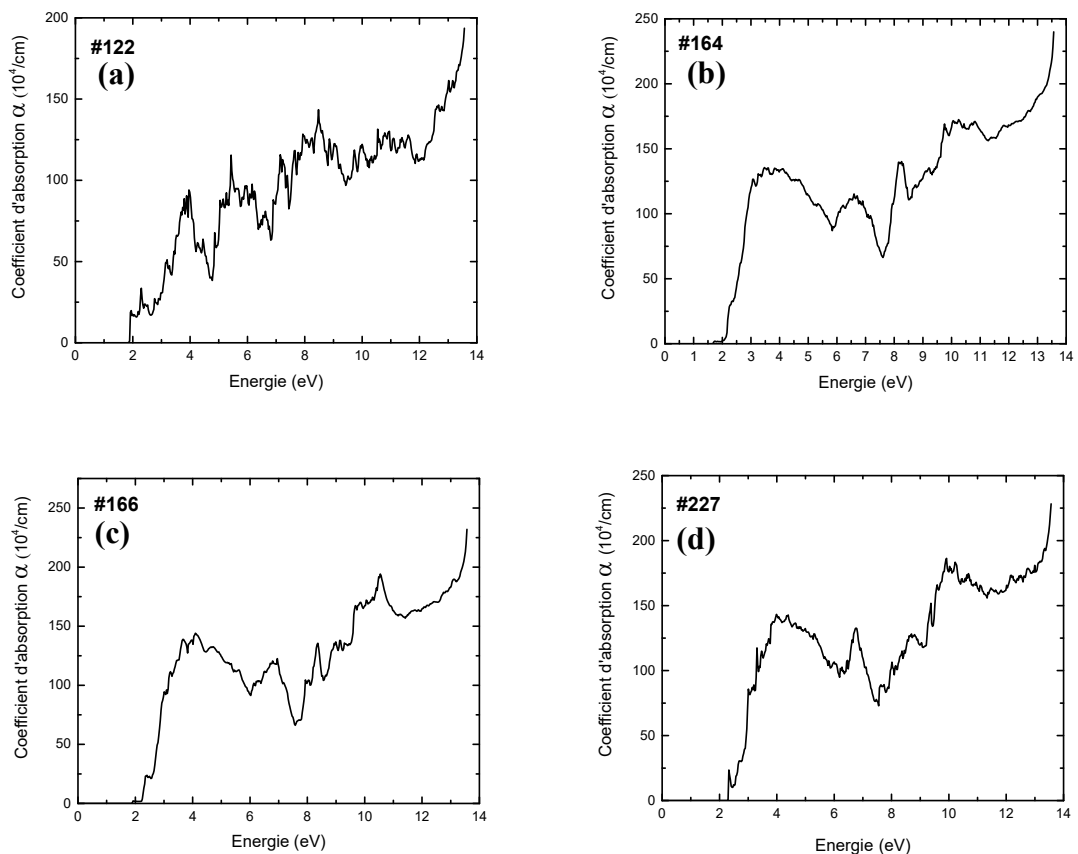 #122
(a)
Coefficient d'absorption α (10⁴/cm)
200
150
100
50
0
0 2 4 6 8 10 12 14
Energie (eV)
#164
(b)
Coefficient d'absorption α (10⁴/cm)
250
200
150
100
50
0
0 1 2 3 4 5 6 7 8 9 10 11 12 13 14
Energie (eV)
#166
(c)
Coefficient d'absorption α (10⁴/cm)
250
200
150
100
50
0
0 2 4 6 8 10 12 14
Energie (eV)
#227
(d)
Coefficient d'absorption α (10⁴/cm)
250
200
150
100
50
0
0 2 4 6 8 10 12 14
Energie (eV)